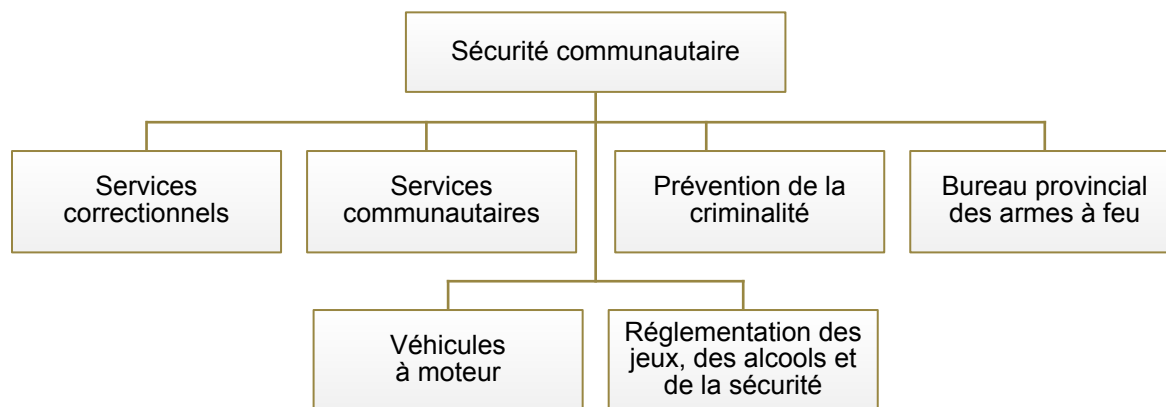 Sécurité communautaire
Services
correctionnels
Services
communautaires
Prévention de la
criminalité
Bureau provincial
des armes à feu
Véhicules
à moteur
Réglementation des
jeux, des alcools et
de la sécurité